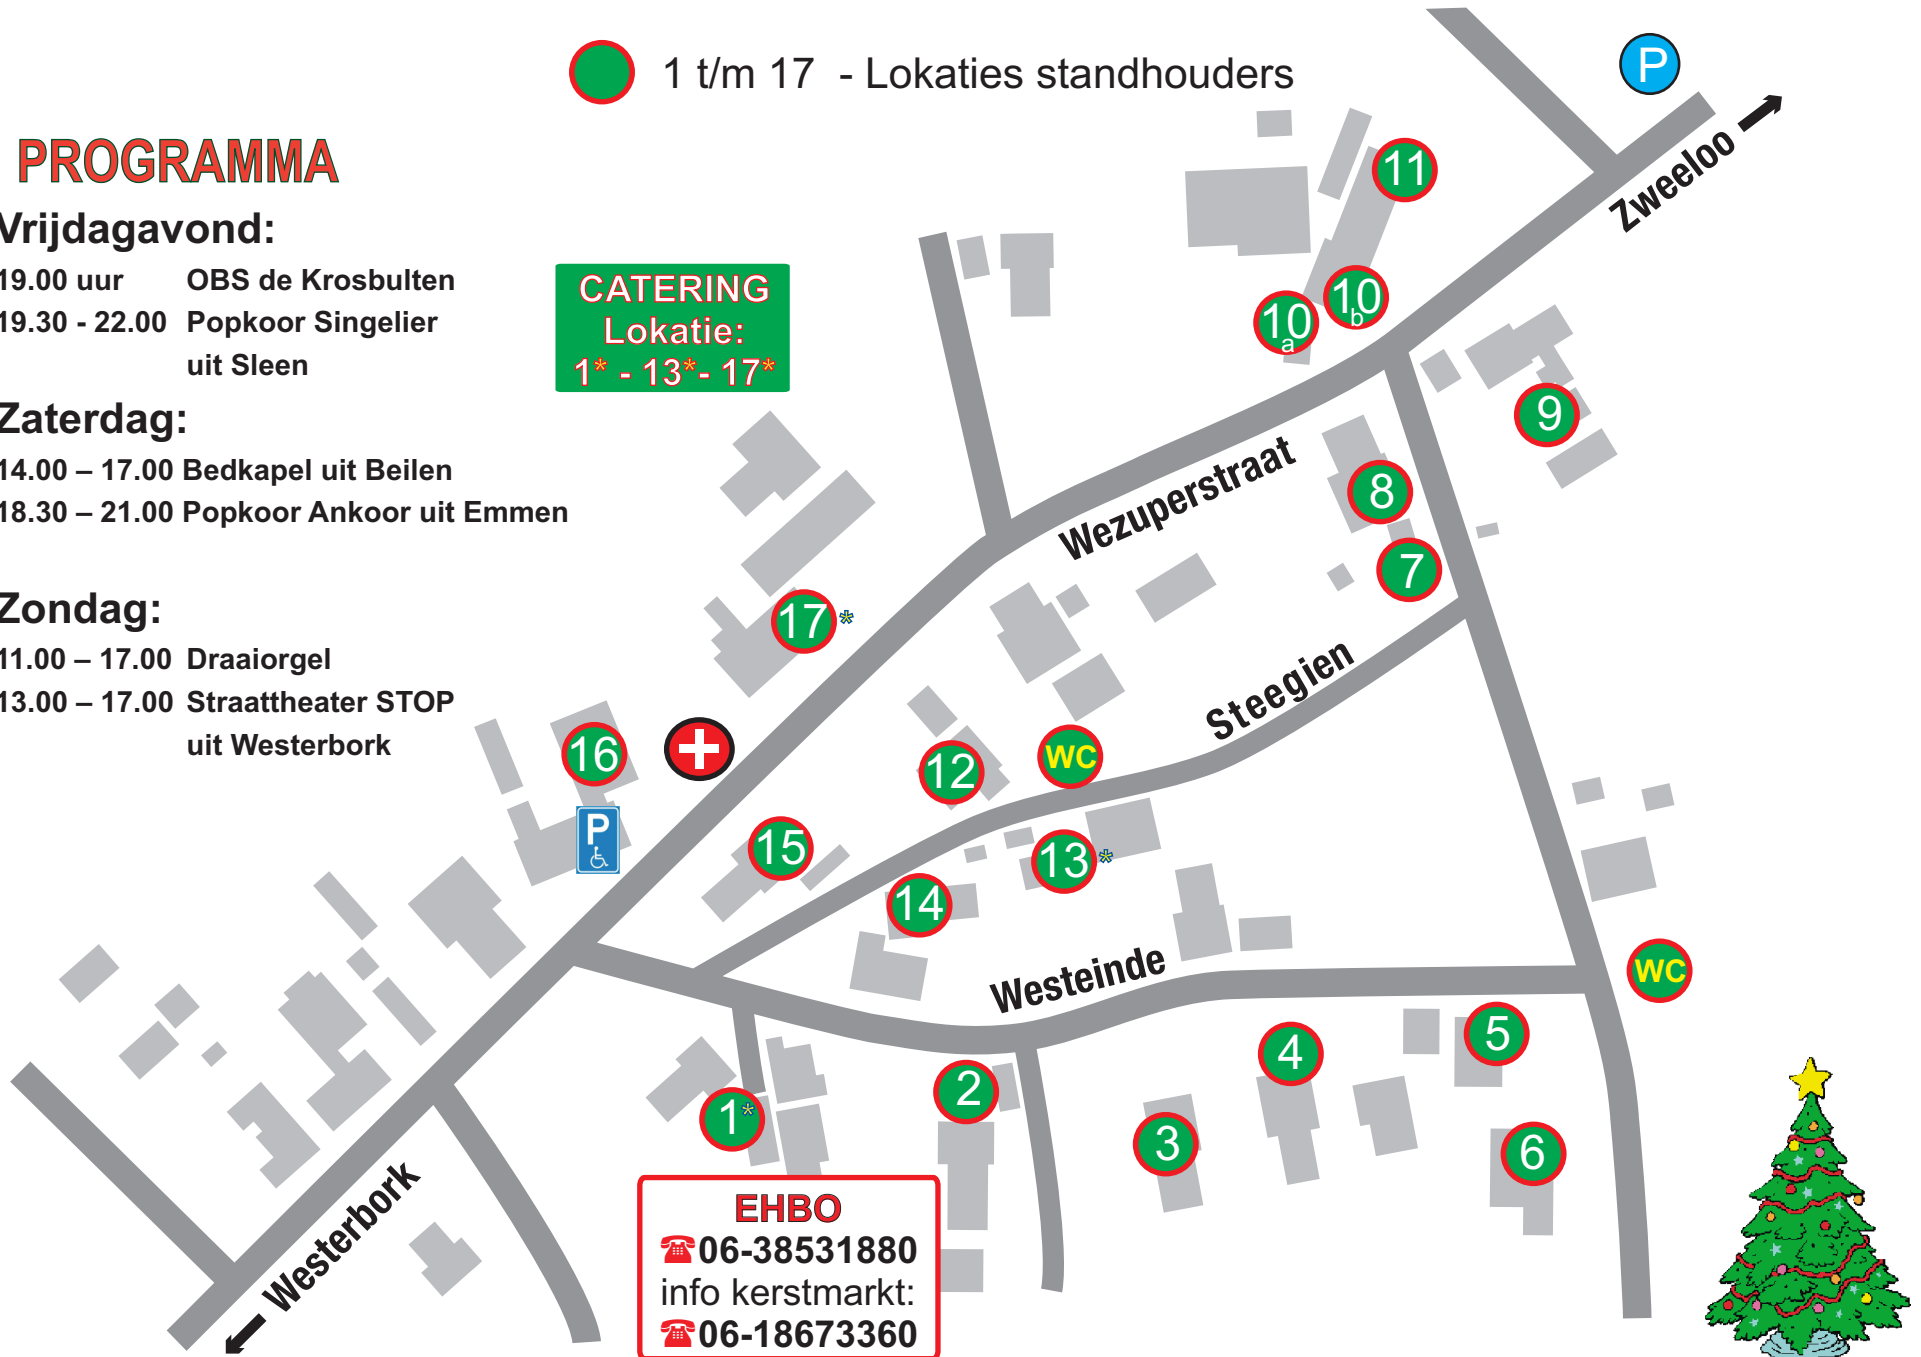 1 t/m 17 - Lokaties standhouders
P
PROGRAMMA
Vrijdagavond:
19.00 uur OBS de Krosbulten
19.30 - 22.00 Popkoor Singelier
uit Sleen
Zaterdag:
14.00 – 17.00 Bedkapel uit Beilen
18.30 – 21.00 Popkoor Ankoor uit Emmen
Zondag:
11.00 – 17.00 Draaiorgel
13.00 – 17.00 Straattheater STOP
uit Westerbork
CATERING
Lokatie:
1* - 13*- 17*
Zweeloo
11
10 b
10 a
9
Wezuperstraat
8
7
17*
Steegien
16
12
WC
P
15
13*
14
Westeinde
WC
5
4
2
1*
3
6
Westerbork
EHBO
☎06-38531880
info kerstmarkt:
☎06-18673360